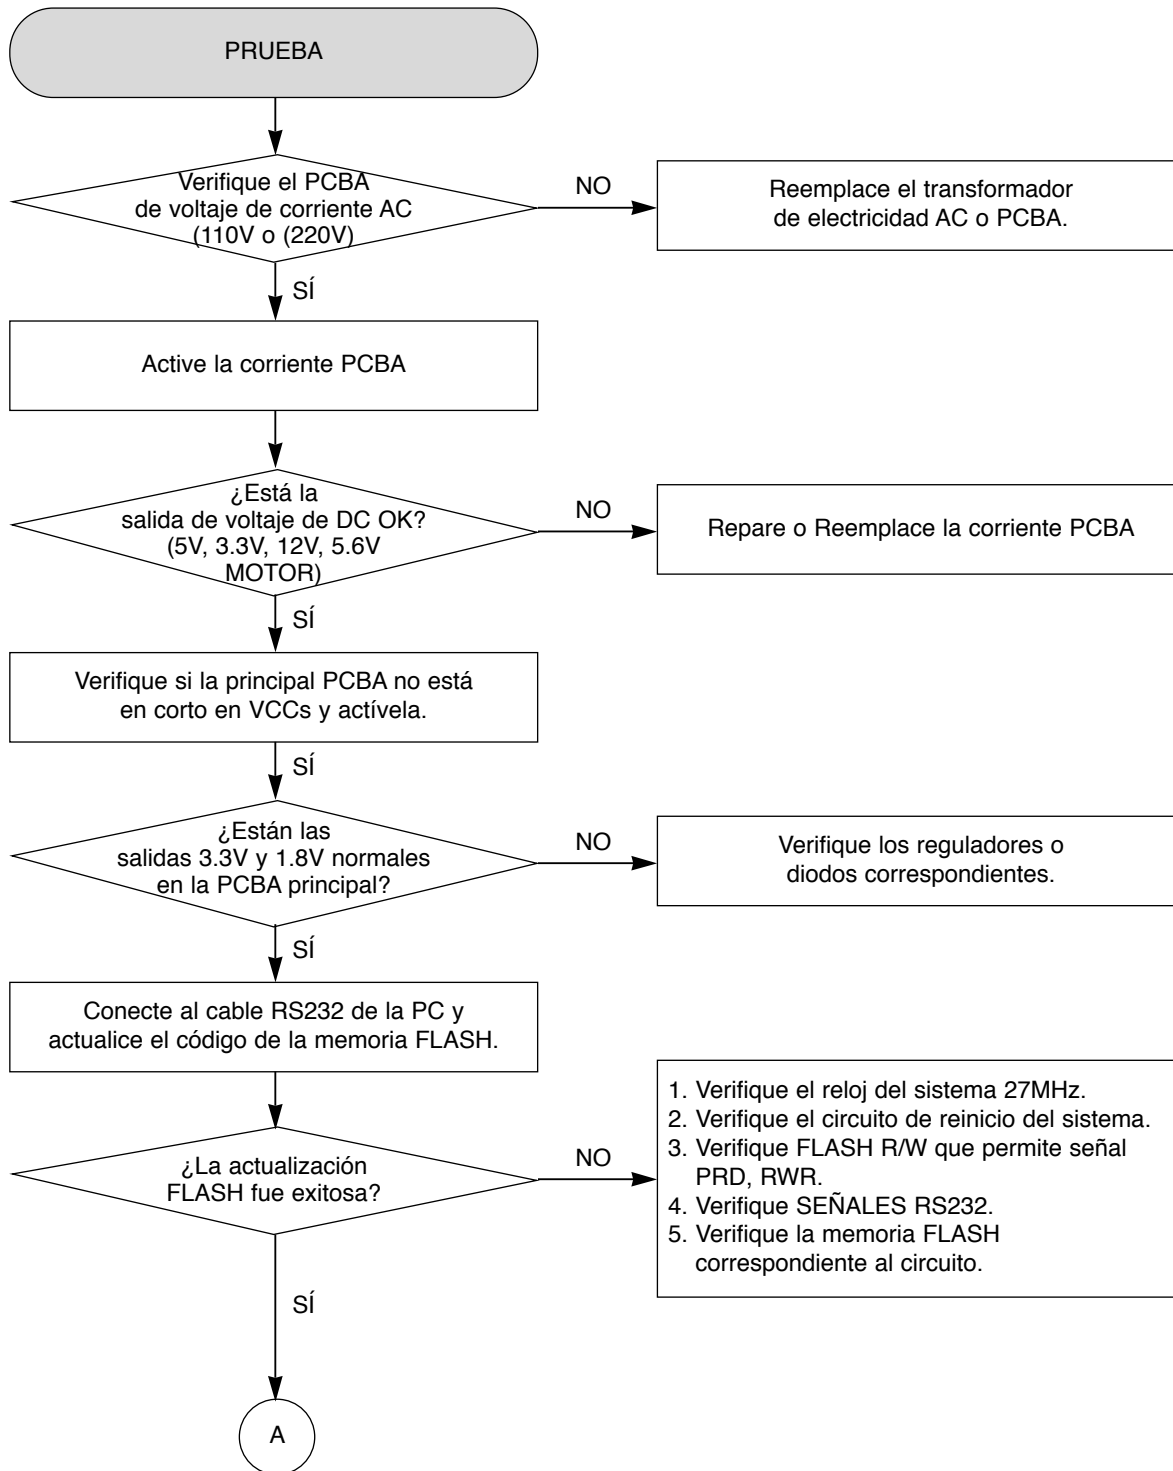 PRUEBA
Verifique el PCBA
de voltaje de corriente AC
(110V o (220V)
NO
Reemplace el transformador
de electricidad AC o PCBA.
SÍ
Active la corriente PCBA
¿Está la
salida de voltaje de DC OK?
(5V, 3.3V, 12V, 5.6V
MOTOR)
NO
Repare o Reemplace la corriente PCBA
SÍ
Verifique si la principal PCBA no está
en corto en VCCs y actívela.
SÍ
¿Están las
salidas 3.3V y 1.8V normales
en la PCBA principal?
NO
Verifique los reguladores o
diodos correspondientes.
SÍ
Conecte al cable RS232 de la PC y
actualice el código de la memoria FLASH.
¿La actualización
FLASH fue exitosa?
NO
1. Verifique el reloj del sistema 27MHz.
2. Verifique el circuito de reinicio del sistema.
3. Verifique FLASH R/W que permite señal
PRD, RWR.
4. Verifique SEÑALES RS232.
5. Verifique la memoria FLASH
correspondiente al circuito.
SÍ
A